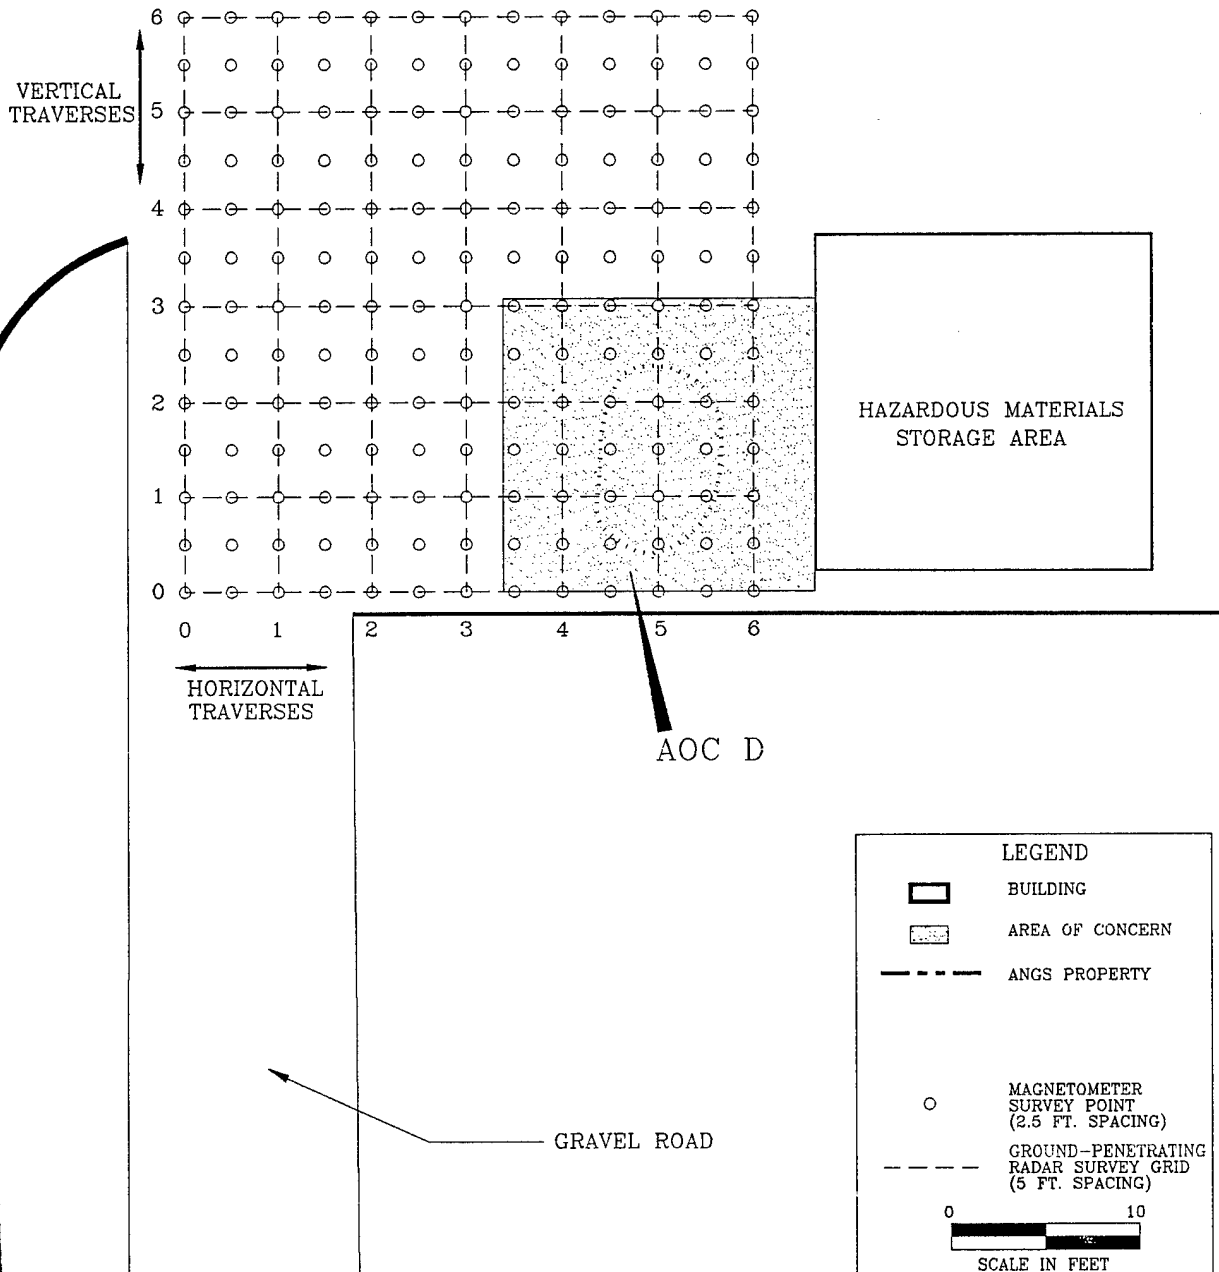 6
VERTICAL
TRAVERSES
5
4
3
2
1
0
0 1 2 3 4 5 6
HORIZONTAL
TRAVERSES
HAZARDOUS MATERIALS
STORAGE AREA
AOC D
GRAVEL ROAD
LEGEND
BUILDING
AREA OF CONCERN
ANGS PROPERTY
MAGNETOMETER
SURVEY POINT
(2.5 FT. SPACING)
GROUND-PENETRATING
RADAR SURVEY GRID
(5 FT. SPACING)
0 10
SCALE IN FEET